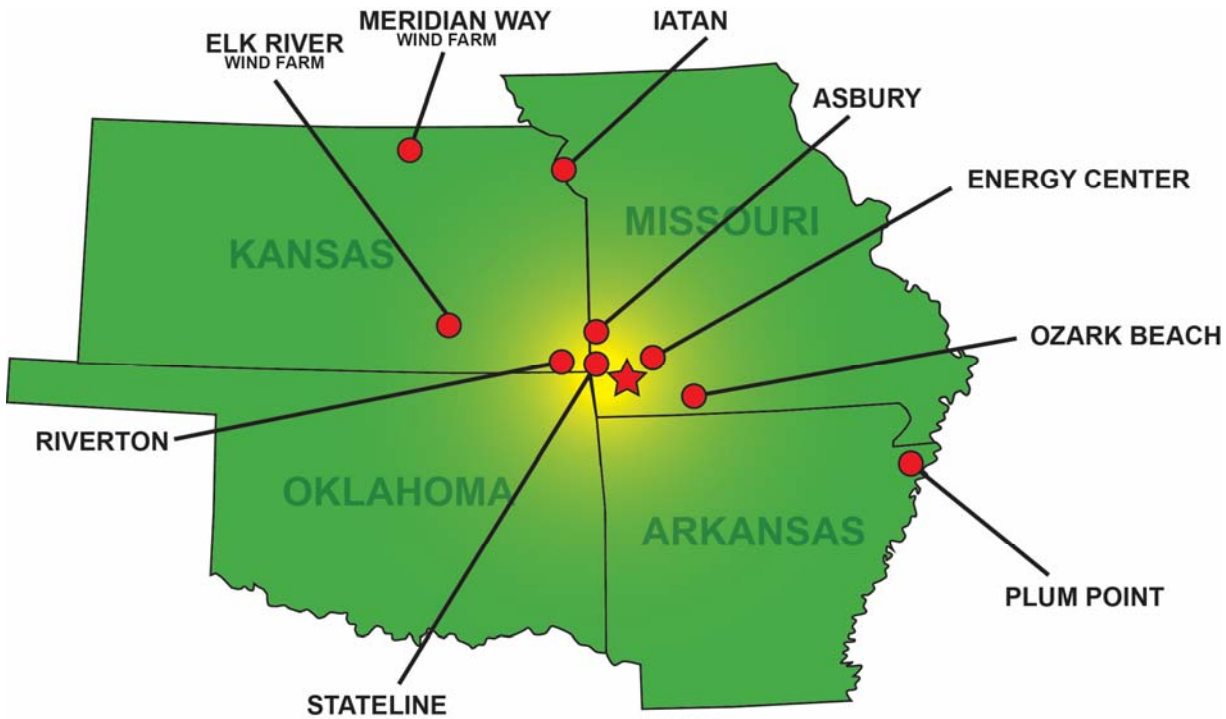 MERIDIAN WAY
WIND FARM
IATAN
ELK RIVER
WIND FARM
ASBURY
ENERGY CENTER
MISSOURI
KANSAS
OZARK BEACH
RIVERTON
OKLAHOMA
ARKANSAS
PLUM POINT
STATELINE